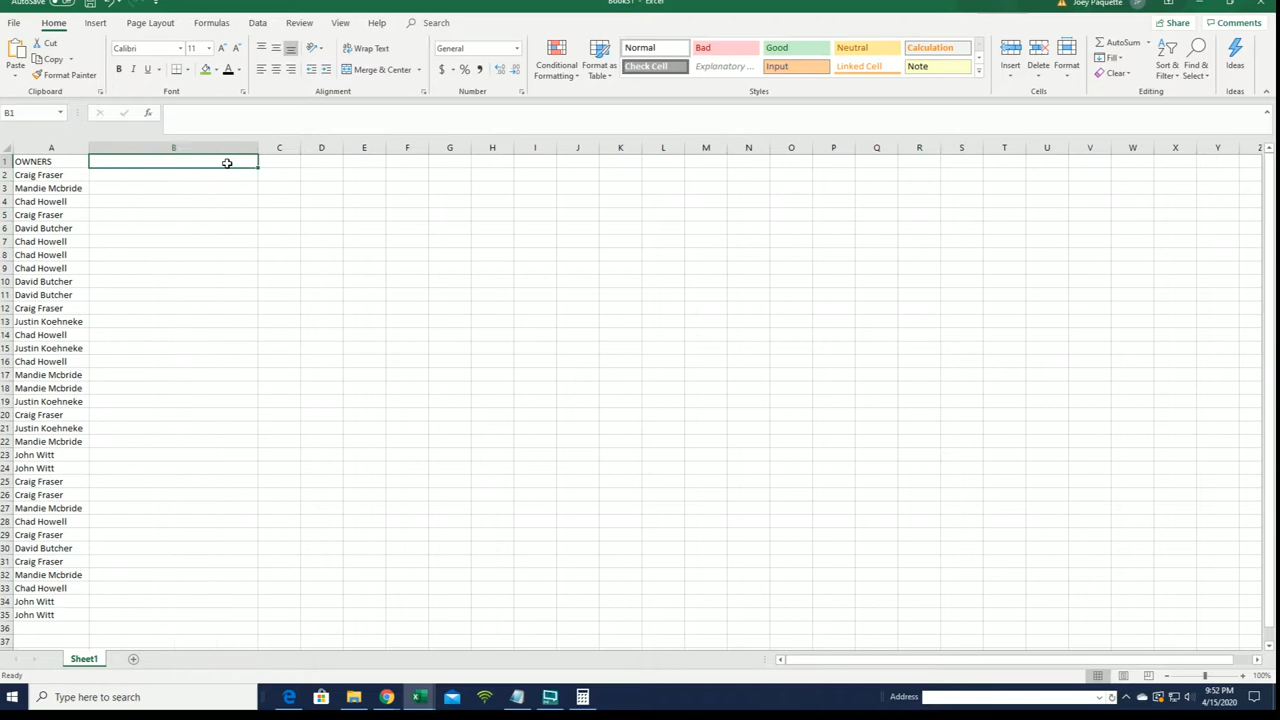 AutoSave
Book31 - Excel
Joey Paquette JP
File Home Insert Page Layout Formulas Data Review View Help Search Share Comments
Paste Cut Copy Format Painter
Calibri 11 A A Wrap Text Merge & Center
General $ % 9
Conditional Formatting Format as Table
Normal Bad Good Neutral Calculation
Check Cell Explanatory ... Input Linked Cell Note
Insert Delete Format
AutoSum Fill Clear Sort & Filter Find & Select Ideas
B I U A
Clipboard Font Alignment Number Styles Cells Editing Ideas
B1 fx
A B C D E F G H I J K L M N O P Q R S T U V W X Y Z
1 OWNERS
2 Craig Fraser
3 Mandie Mcbride
4 Chad Howell
5 Craig Fraser
6 David Butcher
7 Chad Howell
8 Chad Howell
9 Chad Howell
10 David Butcher
11 David Butcher
12 Craig Fraser
13 Justin Koehneke
14 Chad Howell
15 Justin Koehneke
16 Chad Howell
17 Mandie Mcbride
18 Mandie Mcbride
19 Justin Koehneke
20 Craig Fraser
21 Justin Koehneke
22 Mandie Mcbride
23 John Witt
24 John Witt
25 Craig Fraser
26 Craig Fraser
27 Mandie Mcbride
28 Chad Howell
29 Craig Fraser
30 David Butcher
31 Craig Fraser
32 Mandie Mcbride
33 Chad Howell
34 John Witt
35 John Witt
36
37
Sheet1
Ready
100%
Type here to search
Address
9:52 PM
4/15/2020